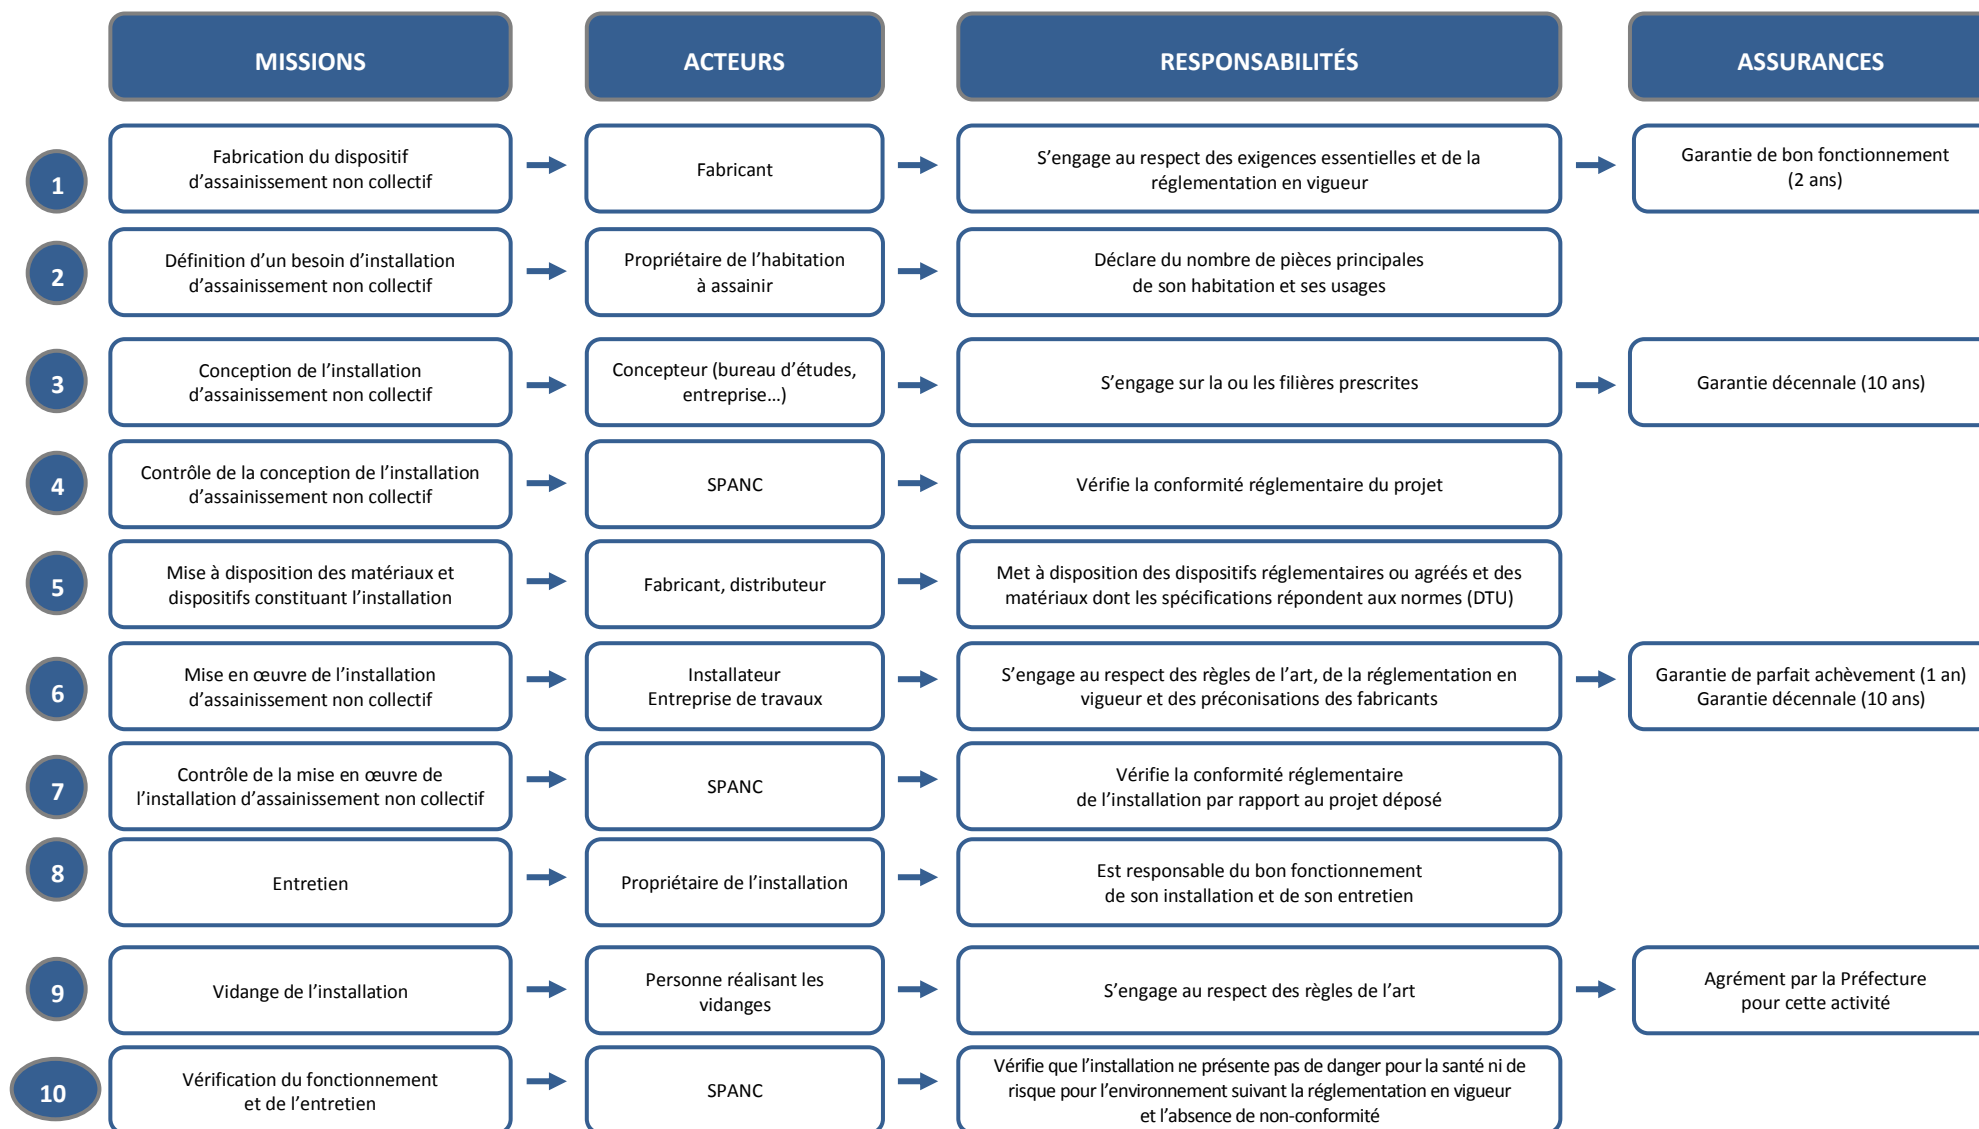 MISSIONS
ACTEURS
RESPONSABILITÉS
ASSURANCES
1
Fabrication du dispositif
d’assainissement non collectif
Fabricant
S’engage au respect des exigences essentielles et de la
réglementation en vigueur
Garantie de bon fonctionnement
(2 ans)
2
Définition d’un besoin d’installation
d’assainissement non collectif
Propriétaire de l’habitation
à assainir
Déclare du nombre de pièces principales
de son habitation et ses usages
3
Conception de l’installation
d’assainissement non collectif
Concepteur (bureau d’études,
entreprise…)
S’engage sur la ou les filières prescrites
Garantie décennale (10 ans)
4
Contrôle de la conception de l’installation
d’assainissement non collectif
SPANC
Vérifie la conformité réglementaire du projet
5
Mise à disposition des matériaux et
dispositifs constituant l’installation
Fabricant, distributeur
Met à disposition des dispositifs réglementaires ou agréés et des
matériaux dont les spécifications répondent aux normes (DTU)
6
Mise en œuvre de l’installation
d’assainissement non collectif
Installateur
Entreprise de travaux
S’engage au respect des règles de l’art, de la réglementation en
vigueur et des préconisations des fabricants
Garantie de parfait achèvement (1 an)
Garantie décennale (10 ans)
7
Contrôle de la mise en œuvre de
l’installation d’assainissement non collectif
SPANC
Vérifie la conformité réglementaire
de l’installation par rapport au projet déposé
8
Entretien
Propriétaire de l’installation
Est responsable du bon fonctionnement
de son installation et de son entretien
9
Vidange de l’installation
Personne réalisant les
vidanges
S’engage au respect des règles de l’art
Agrément par la Préfecture
pour cette activité
10
Vérification du fonctionnement
et de l’entretien
SPANC
Vérifie que l’installation ne présente pas de danger pour la santé ni de
risque pour l’environnement suivant la réglementation en vigueur
et l’absence de non-conformité